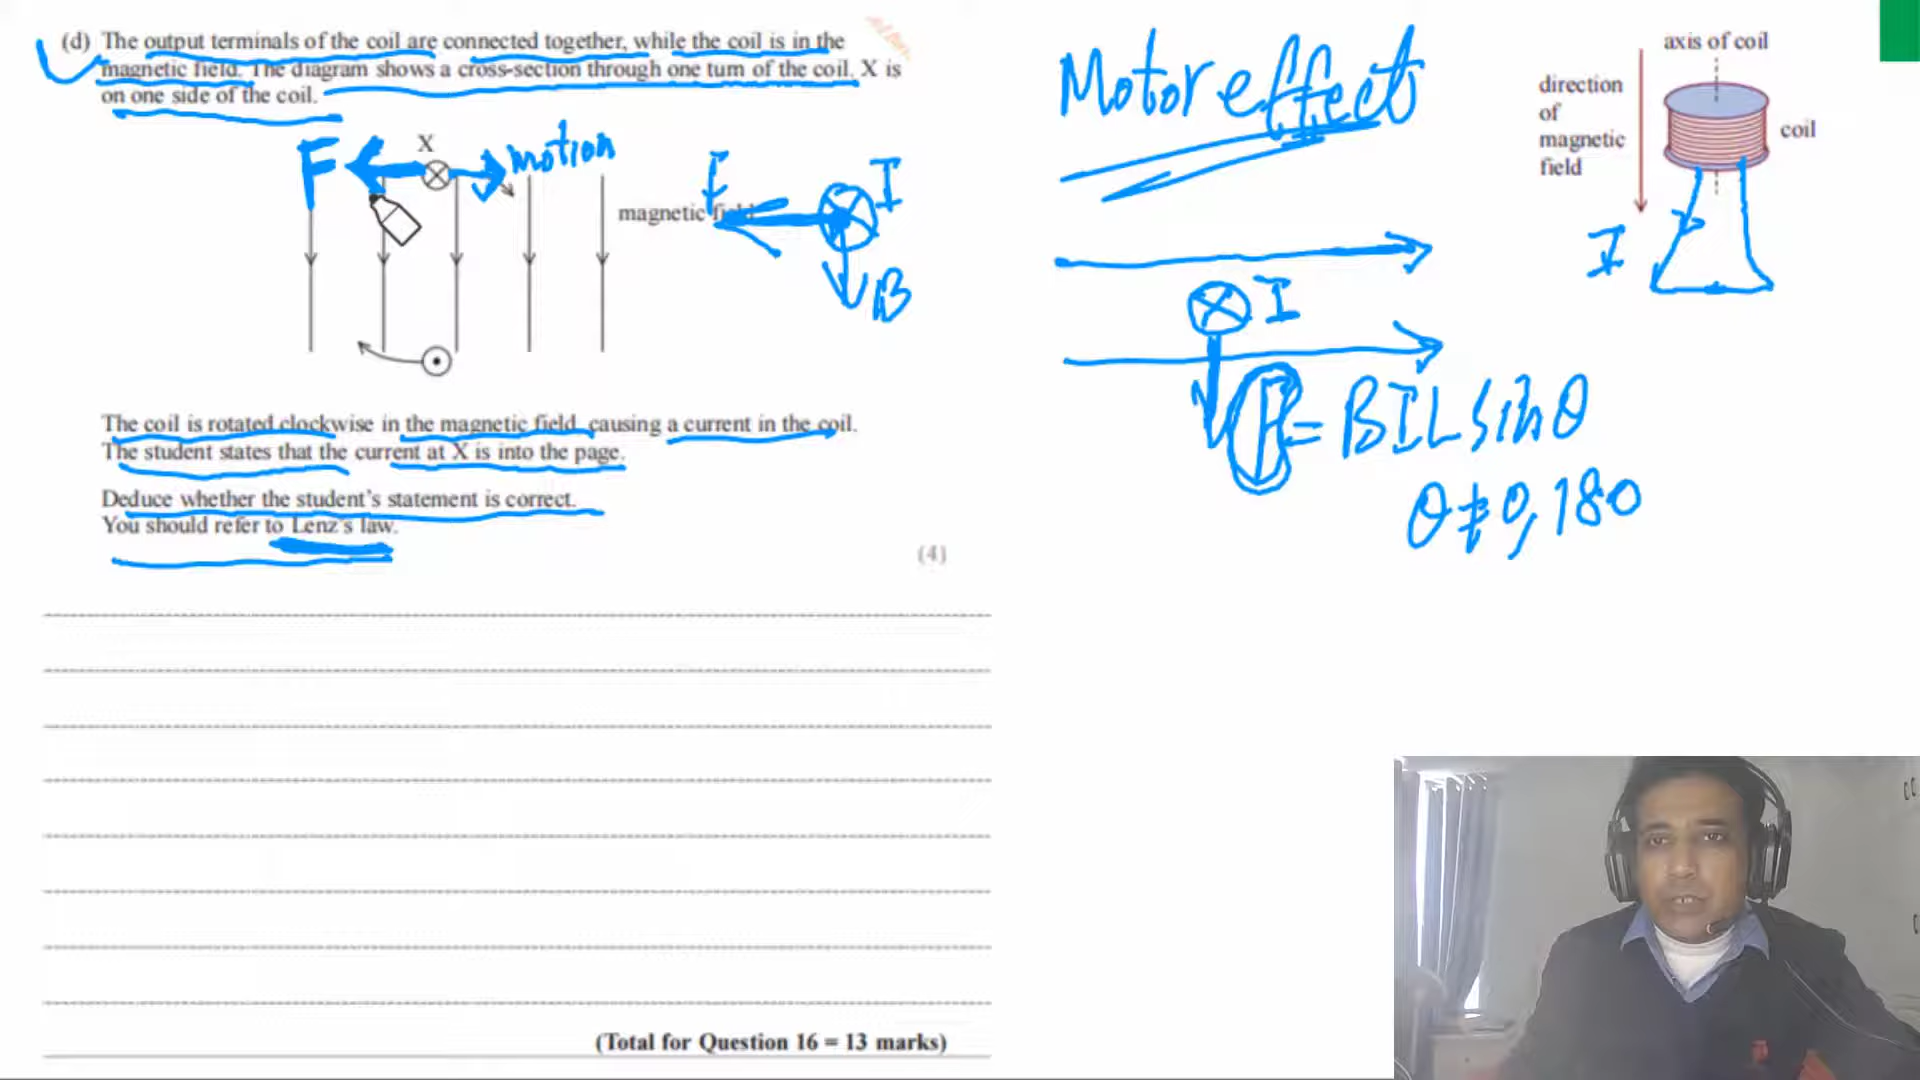 (d) The output terminals of the coil are connected together, while the coil is in the
magnetic field. The diagram shows a cross-section through one turn of the coil. X is
on one side of the coil.
X
F
motion
magnetic
F
I
B
The coil is rotated clockwise in the magnetic field, causing a current in the coil.
The student states that the current at X is into the page.
Deduce whether the student's statement is correct.
You should refer to Lenz's law.
(4)
(Total for Question 16 = 13 marks)
Motor effect
I
F = BIL sin θ
θ ≠ 0, 180
axis of coil
direction
of
magnetic
field
coil
I